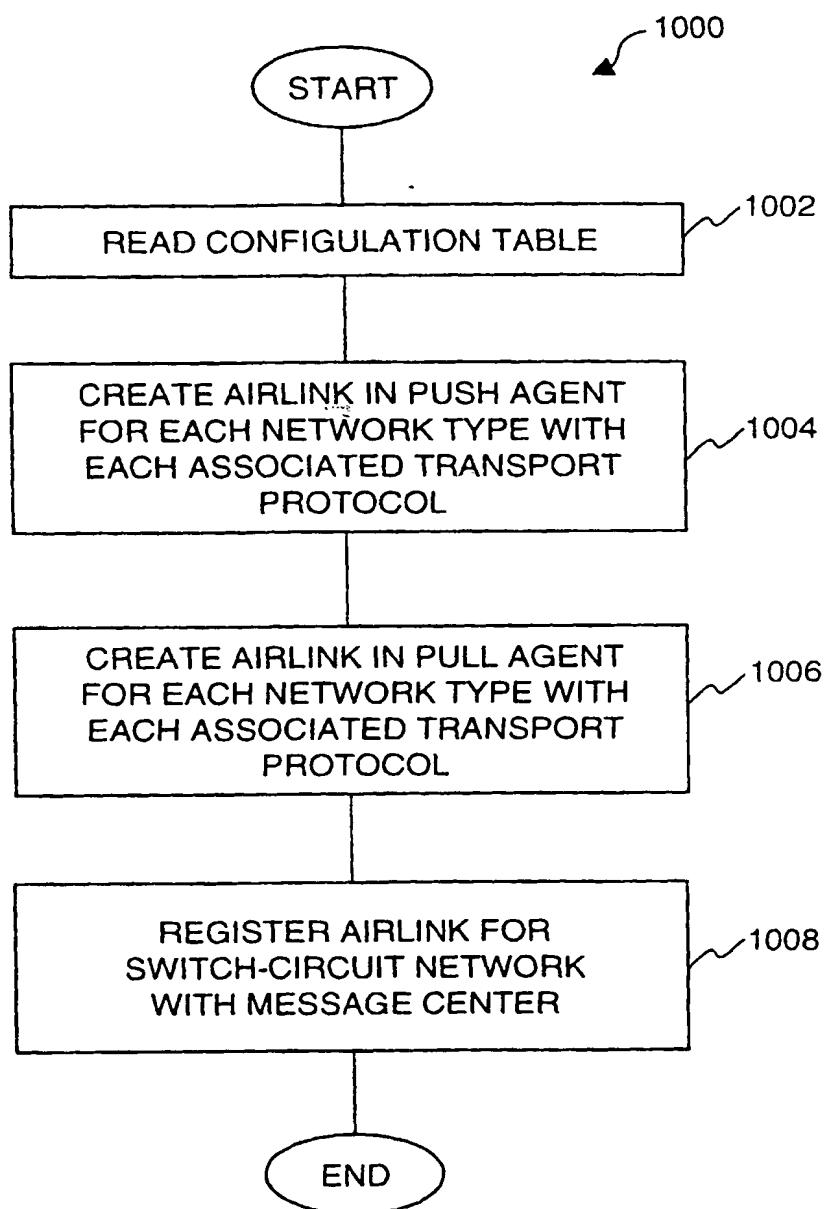 1000
START
READ CONFIGULATION TABLE
1002
CREATE AIRLINK IN PUSH AGENT
FOR EACH NETWORK TYPE WITH
EACH ASSOCIATED TRANSPORT
PROTOCOL
1004
CREATE AIRLINK IN PULL AGENT
FOR EACH NETWORK TYPE WITH
EACH ASSOCIATED TRANSPORT
PROTOCOL
1006
REGISTER AIRLINK FOR
SWITCH-CIRCUIT NETWORK
WITH MESSAGE CENTER
1008
END